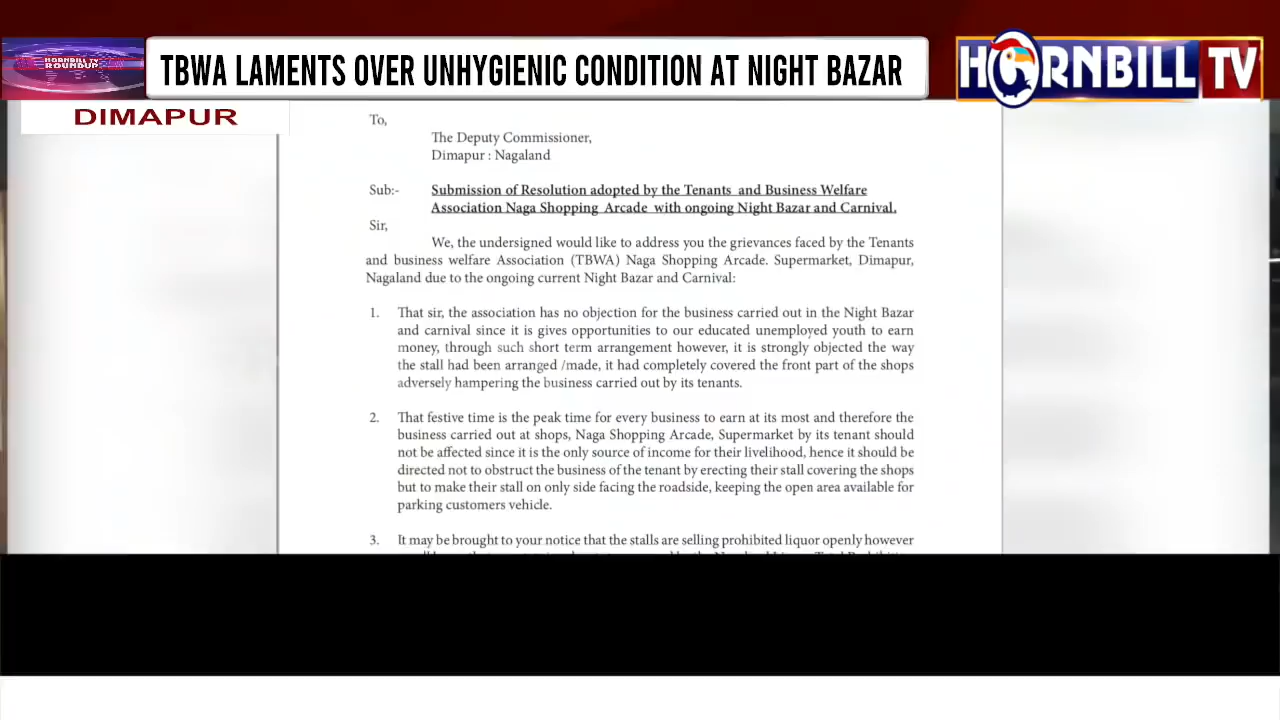 HORNBILL TV
ROUNDUP
TBWA LAMENTS OVER UNHYGIENIC CONDITION AT NIGHT BAZAR
HORNBILL TV
DIMAPUR
To,
The Deputy Commissioner,
Dimapur : Nagaland
Sub:- Submission of Resolution adopted by the Tenants and Business Welfare
Association Naga Shopping Arcade with ongoing Night Bazar and Carnival.
Sir,
We, the undersigned would like to address you the grievances faced by the Tenants
and business welfare Association (TBWA) Naga Shopping Arcade. Supermarket, Dimapur,
Nagaland due to the ongoing current Night Bazar and Carnival:
1. That sir, the association has no objection for the business carried out in the Night Bazar
and carnival since it is gives opportunities to our educated unemployed youth to earn
money, through such short term arrangement however, it is strongly objected the way
the stall had been arranged /made, it had completely covered the front part of the shops
adversely hampering the business carried out by its tenants.
2. That festive time is the peak time for every business to earn at its most and therefore the
business carried out at shops, Naga Shopping Arcade, Supermarket by its tenant should
not be affected since it is the only source of income for their livelihood, hence it should be
directed not to obstruct the business of the tenant by erecting their stall covering the shops
but to make their stall on only side facing the roadside, keeping the open area available for
parking customers vehicle.
3. It may be brought to your notice that the stalls are selling prohibited liquor openly however